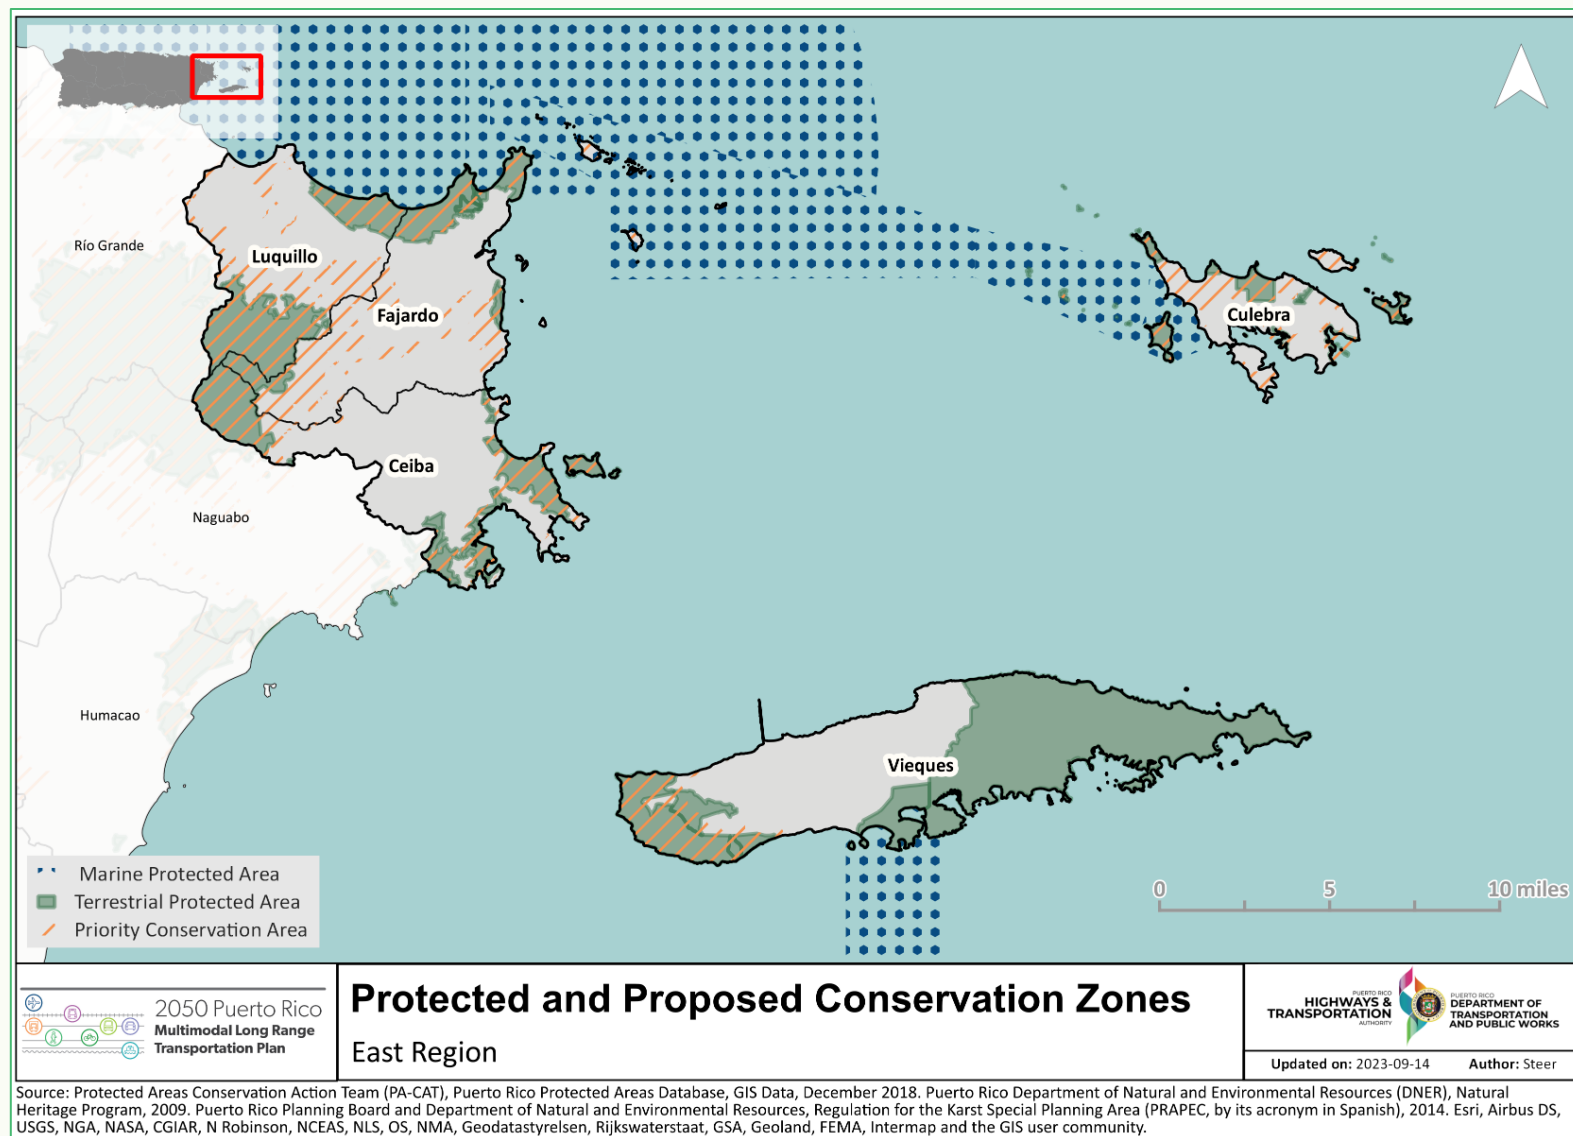 Río Grande
Luquillo
Fajardo
Culebra
Ceiba
Naguabo
Humacao
Vieques
Marine Protected Area
Terrestrial Protected Area
Priority Conservation Area
0 5 10 miles
2050 Puerto Rico
Multimodal Long Range
Transportation Plan
Protected and Proposed Conservation Zones
East Region
PUERTO RICO
HIGHWAYS &
TRANSPORTATION
AUTHORITY
PUERTO RICO
DEPARTMENT OF
TRANSPORTATION
AND PUBLIC WORKS
Updated on: 2023-09-14 Author: Steer
Source: Protected Areas Conservation Action Team (PA-CAT), Puerto Rico Protected Areas Database, GIS Data, December 2018. Puerto Rico Department of Natural and Environmental Resources (DNER), Natural
Heritage Program, 2009. Puerto Rico Planning Board and Department of Natural and Environmental Resources, Regulation for the Karst Special Planning Area (PRAPEC, by its acronym in Spanish), 2014. Esri, Airbus DS,
USGS, NGA, NASA, CGIAR, N Robinson, NCEAS, NLS, OS, NMA, Geodatastyrelsen, Rijkswaterstaat, GSA, Geoland, FEMA, Intermap and the GIS user community.